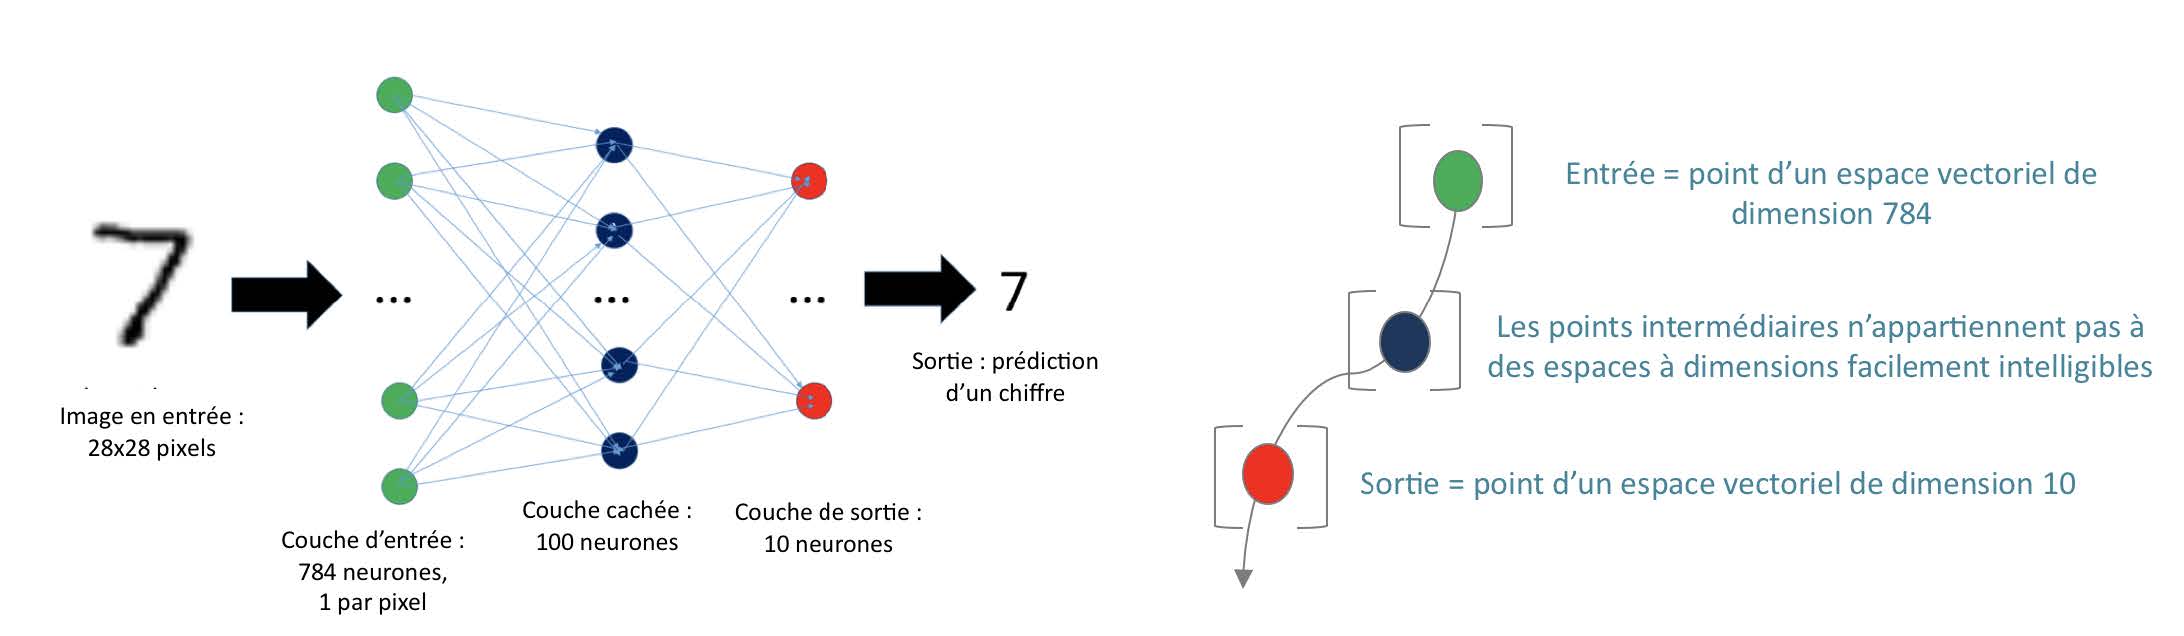 7
Image en entrée :
28x28 pixels
...
...
...
Couche d'entrée :
784 neurones,
1 par pixel
Couche cachée :
100 neurones
Couche de sortie :
10 neurones
7
Sortie : prédiction
d'un chiffre
Entrée = point d'un espace vectoriel de
dimension 784
Les points intermédiaires n'appartiennent pas à
des espaces à dimensions facilement intelligibles
Sortie = point d'un espace vectoriel de dimension 10